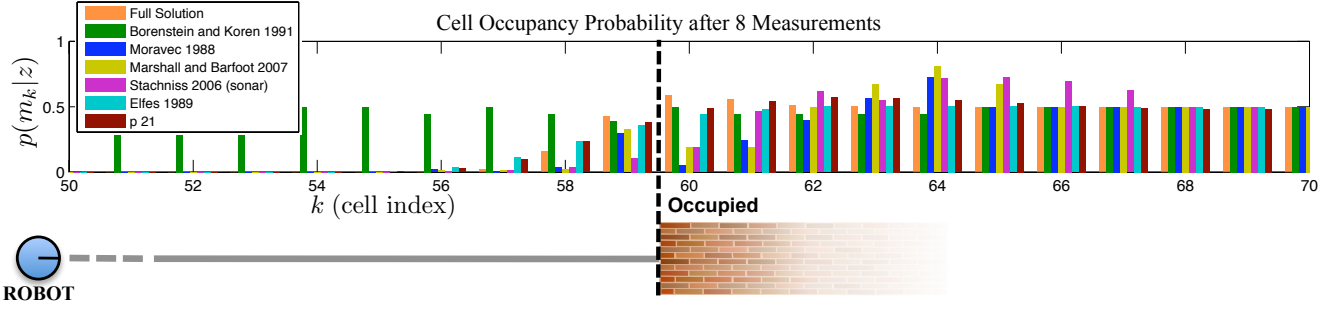 Cell Occupancy Probability after 8 Measurements
Full Solution
Borenstein and Koren 1991
Moravec 1988
Marshall and Barfoot 2007
Stachniss 2006 (sonar)
Elfes 1989
p 21
p(m_k|z)
1
0.5
0
50 52 54 56 58 60 62 64 66 68 70
k (cell index)
Occupied
ROBOT